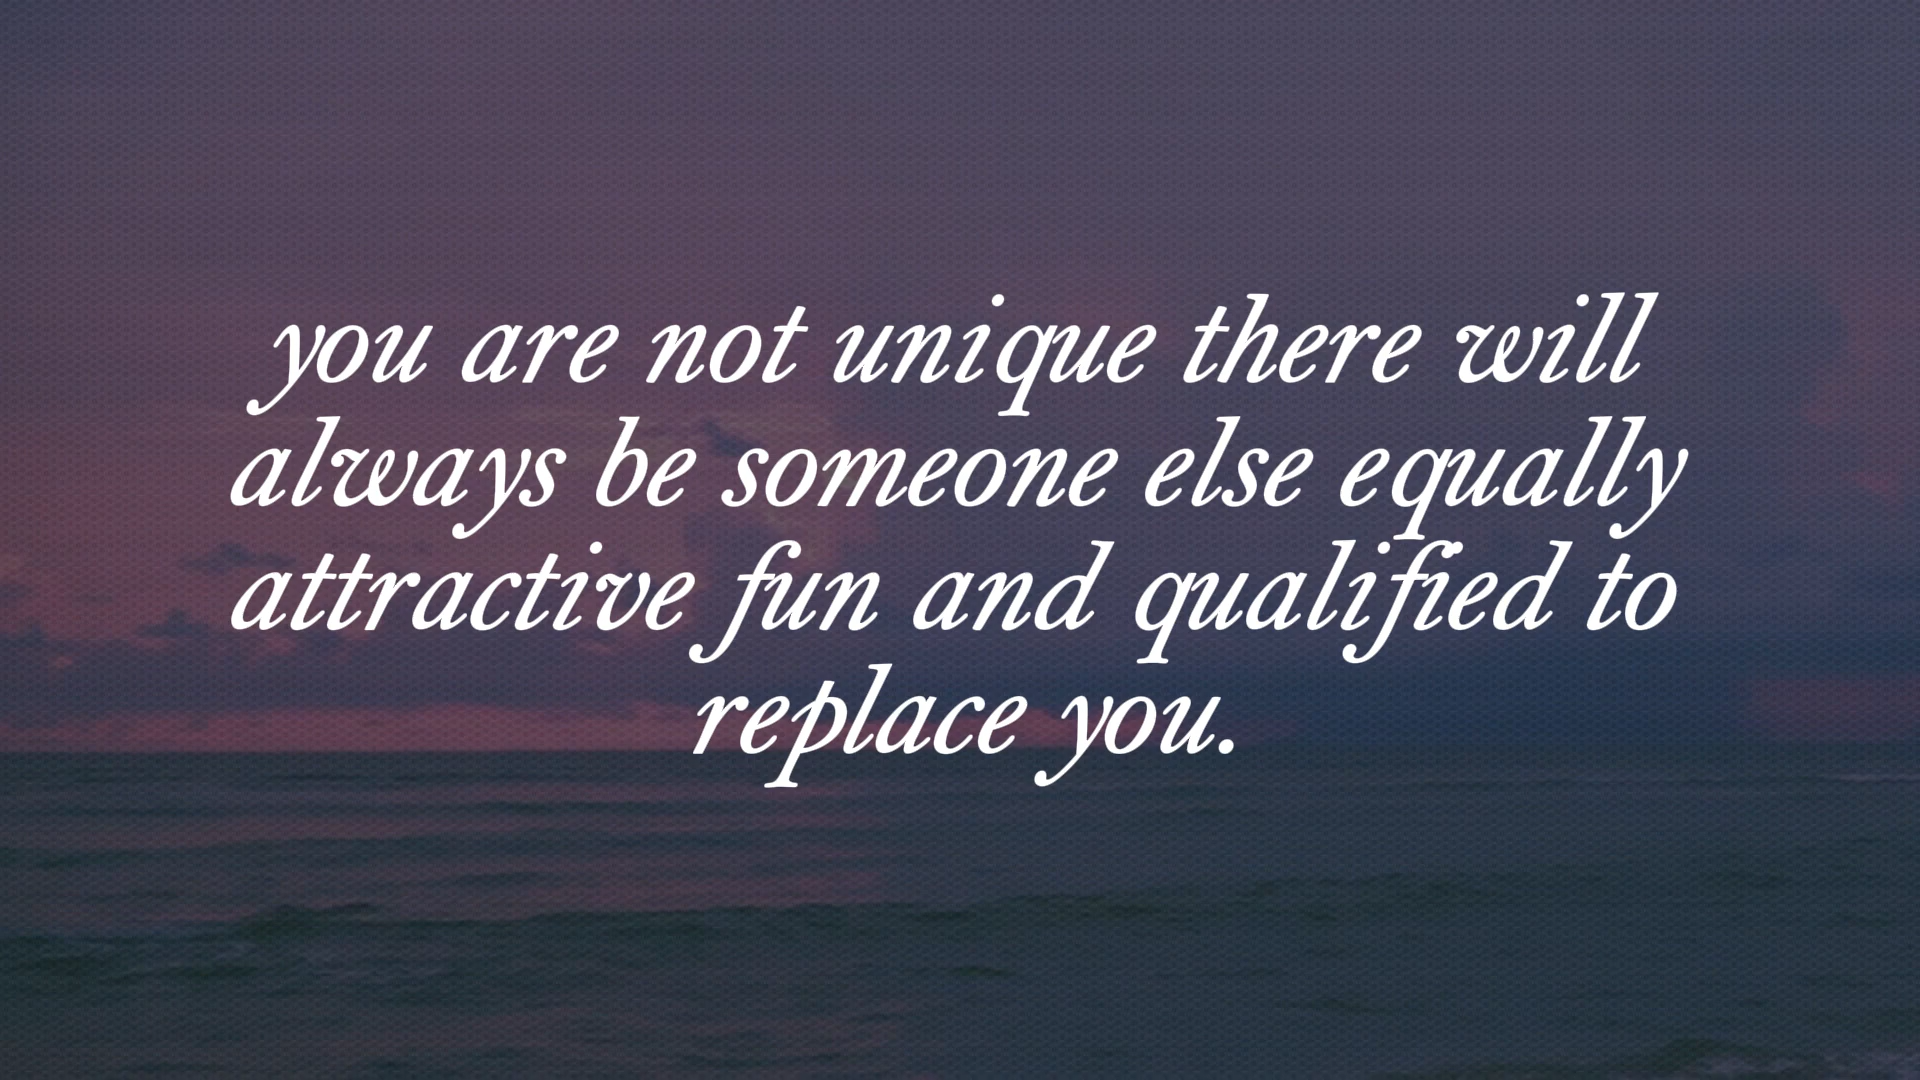 you are not unique there will
always be someone else equally
attractive fun and qualified to
replace you.